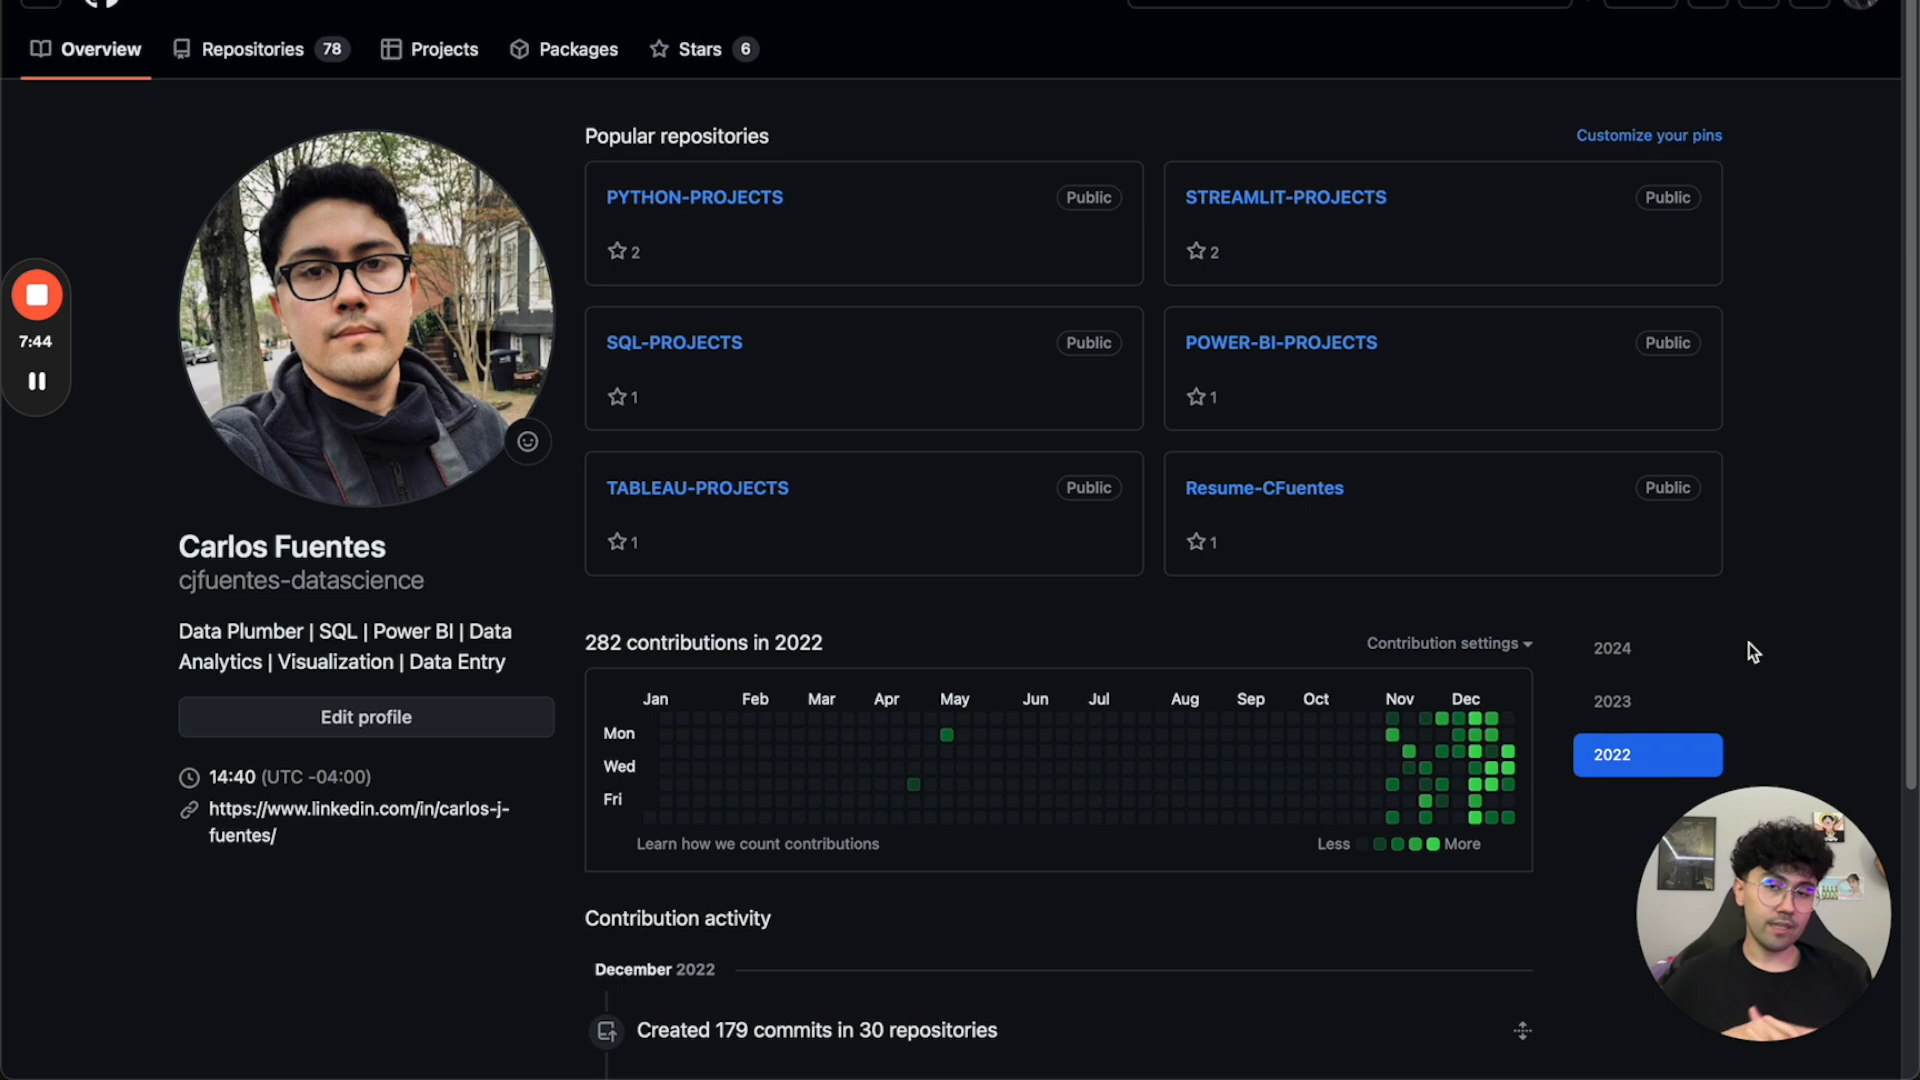 Overview
Repositories 78
Projects
Packages
Stars 6
Popular repositories
Customize your pins
PYTHON-PROJECTS Public
2
STREAMLIT-PROJECTS Public
2
SQL-PROJECTS Public
1
POWER-BI-PROJECTS Public
1
TABLEAU-PROJECTS Public
1
Resume-CFuentes Public
1
7:44
Carlos Fuentes
cjfuentes-datascience
Data Plumber | SQL | Power BI | Data
Analytics | Visualization | Data Entry
Edit profile
14:40 (UTC -04:00)
https://www.linkedin.com/in/carlos-j-
fuentes/
282 contributions in 2022
Contribution settings
2024
2023
2022
Jan Feb Mar Apr May Jun Jul Aug Sep Oct Nov Dec
Mon
Wed
Fri
Learn how we count contributions
Less More
Contribution activity
December 2022
Created 179 commits in 30 repositories